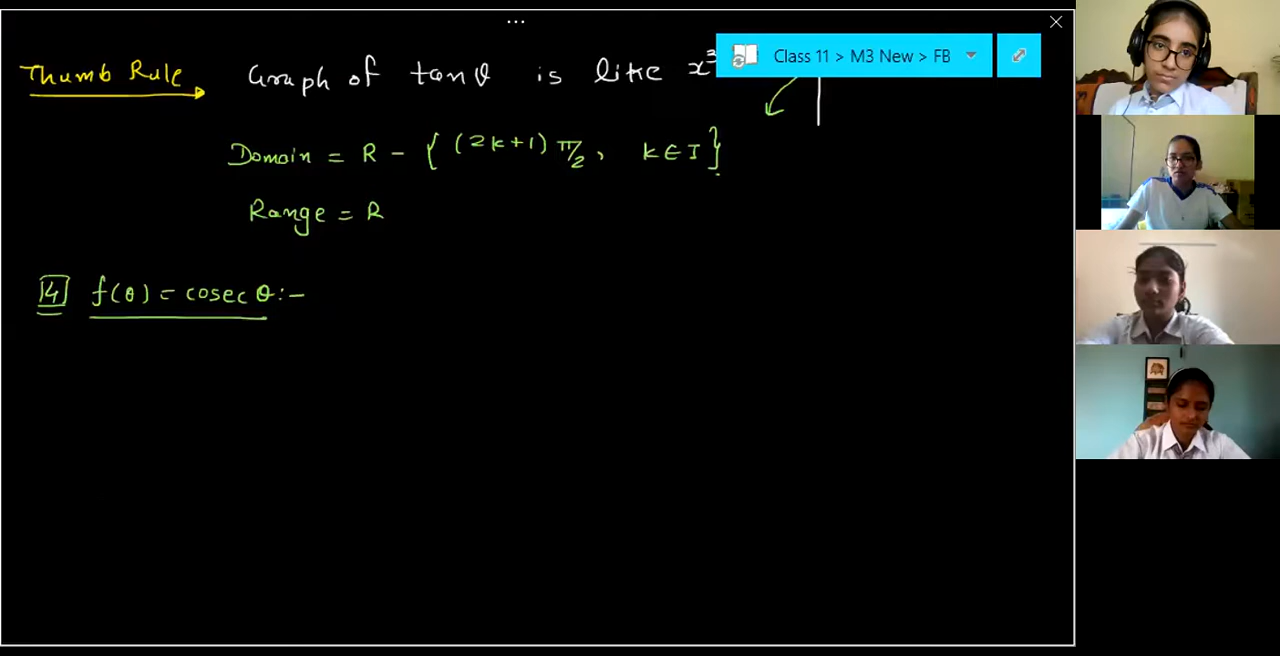 Thumb Rule Graph of tanθ is like x³
Class 11 > M3 New > FB
Domain = R - { (2k+1) π/2, k ∈ I }
Range = R
14 f(θ) = cosec θ :-